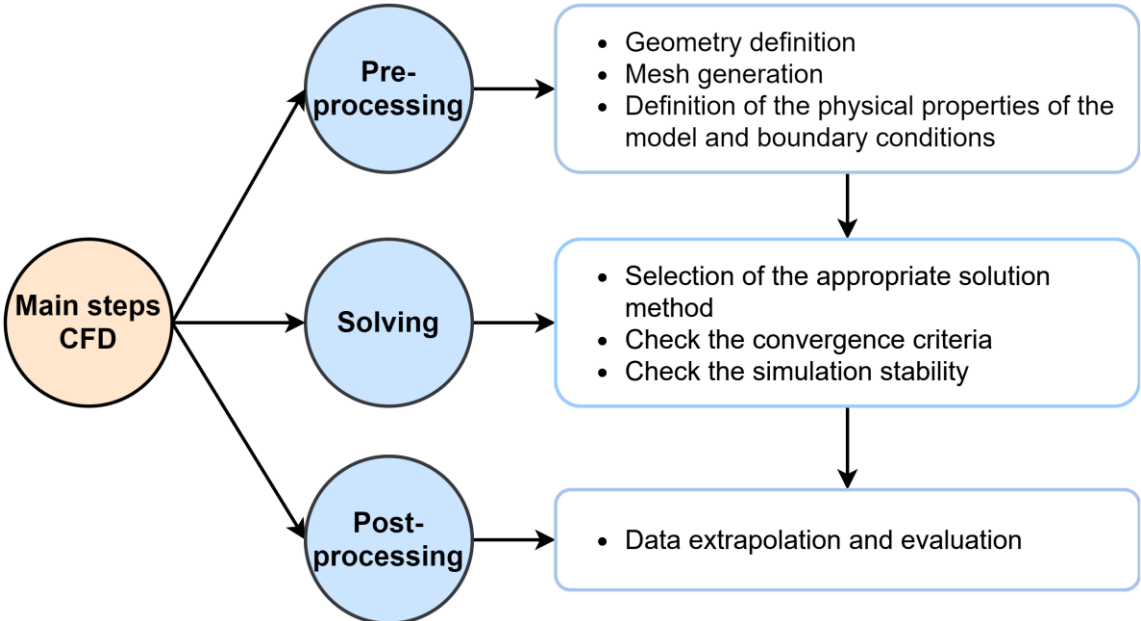 Main steps
CFD
Pre-
processing
• Geometry definition
• Mesh generation
• Definition of the physical properties of the
model and boundary conditions
Solving
• Selection of the appropriate solution
method
• Check the convergence criteria
• Check the simulation stability
Post-
processing
• Data extrapolation and evaluation